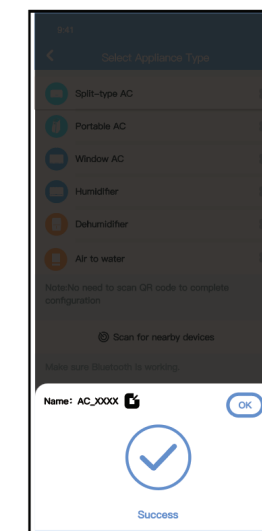 9:41
Select Appliance Type
Split-type AC
Portable AC
Window AC
Humidifier
Dehumidifier
Air to water
Note:No need to scan QR code to complete
configuration
Scan for nearby devices
Make sure Bluetooth is working.
Name: AC_XXXX
OK
Success